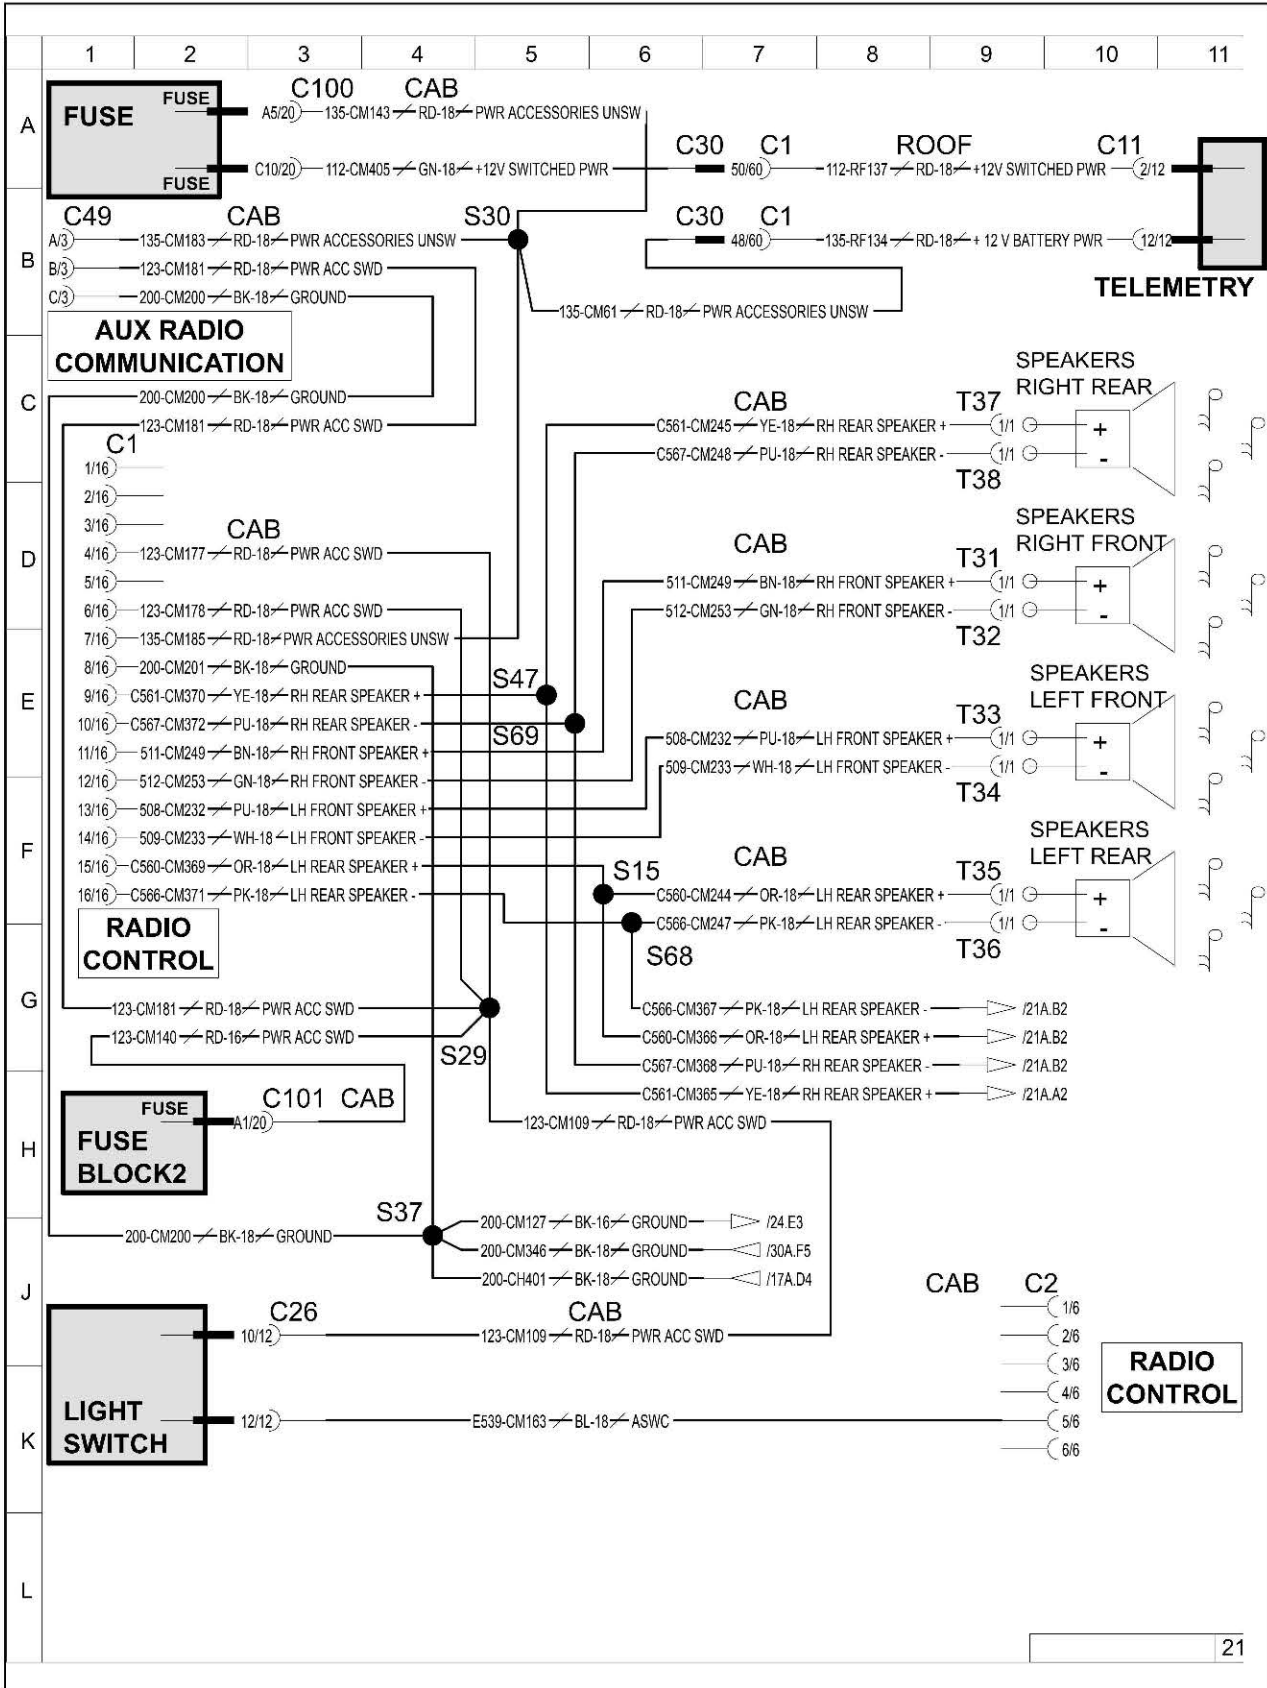 1 2 3 4 5 6 7 8 9 10 11
A
FUSE
FUSE
FUSE
C100 CAB
A5/20 135-CM143 RD-18 PWR ACCESSORIES UNSW
C10/20 112-CM405 GN-18 +12V SWITCHED PWR
C30 C1 ROOF C11
50/60 112-RF137 RD-18 +12V SWITCHED PWR 2/12
B
C49 CAB S30
C30 C1
A/3 135-CM183 RD-18 PWR ACCESSORIES UNSW
48/60 135-RF134 RD-18 + 12 V BATTERY PWR 12/12
B/3 123-CM181 RD-18 PWR ACC SWD
TELEMETRY
C/3 200-CM200 BK-18 GROUND
135-CM61 RD-18 PWR ACCESSORIES UNSW
AUX RADIO
COMMUNICATION
C
200-CM200 BK-18 GROUND
123-CM181 RD-18 PWR ACC SWD
SPEAKERS
RIGHT REAR
CAB T37
C561-CM245 YE-18 RH REAR SPEAKER + 1/1 +
C567-CM248 PU-18 RH REAR SPEAKER - 1/1 -
T38
C1
1/16
2/16
3/16
CAB
D
4/16 123-CM177 RD-18 PWR ACC SWD
5/16
6/16 123-CM178 RD-18 PWR ACC SWD
SPEAKERS
RIGHT FRONT
CAB T31
511-CM249 BN-18 RH FRONT SPEAKER + 1/1 +
512-CM253 GN-18 RH FRONT SPEAKER - 1/1 -
T32
7/16 135-CM185 RD-18 PWR ACCESSORIES UNSW
8/16 200-CM201 BK-18 GROUND
E
9/16 C561-CM370 YE-18 RH REAR SPEAKER + S47
10/16 C567-CM372 PU-18 RH REAR SPEAKER - S69
11/16 511-CM249 BN-18 RH FRONT SPEAKER +
12/16 512-CM253 GN-18 RH FRONT SPEAKER -
SPEAKERS
LEFT FRONT
CAB T33
508-CM232 PU-18 LH FRONT SPEAKER + 1/1 +
509-CM233 WH-18 LH FRONT SPEAKER - 1/1 -
T34
13/16 508-CM232 PU-18 LH FRONT SPEAKER +
14/16 509-CM233 WH-18 LH FRONT SPEAKER -
F
15/16 C560-CM369 OR-18 LH REAR SPEAKER +
16/16 C566-CM371 PK-18 LH REAR SPEAKER -
SPEAKERS
LEFT REAR
S15 CAB T35
C560-CM244 OR-18 LH REAR SPEAKER + 1/1 +
C566-CM247 PK-18 LH REAR SPEAKER - 1/1 -
S68 T36
RADIO
CONTROL
G
123-CM181 RD-18 PWR ACC SWD
123-CM140 RD-16 PWR ACC SWD
S29
C566-CM367 PK-18 LH REAR SPEAKER - /21A.B2
C560-CM366 OR-18 LH REAR SPEAKER + /21A.B2
C567-CM368 PU-18 RH REAR SPEAKER - /21A.B2
C561-CM365 YE-18 RH REAR SPEAKER + /21A.A2
H
FUSE
FUSE
BLOCK2
C101 CAB
A1/20
123-CM109 RD-18 PWR ACC SWD
S37
200-CM127 BK-16 GROUND /24.E3
200-CM200 BK-18 GROUND
200-CM346 BK-18 GROUND /30A.F5
200-CH401 BK-18 GROUND /17A.D4
J
C26 CAB
10/12 123-CM109 RD-18 PWR ACC SWD
CAB C2
1/6
2/6
3/6
4/6
5/6
6/6
RADIO
CONTROL
K
LIGHT
SWITCH
12/12 E539-CM163 BL-18 ASWC
L
21